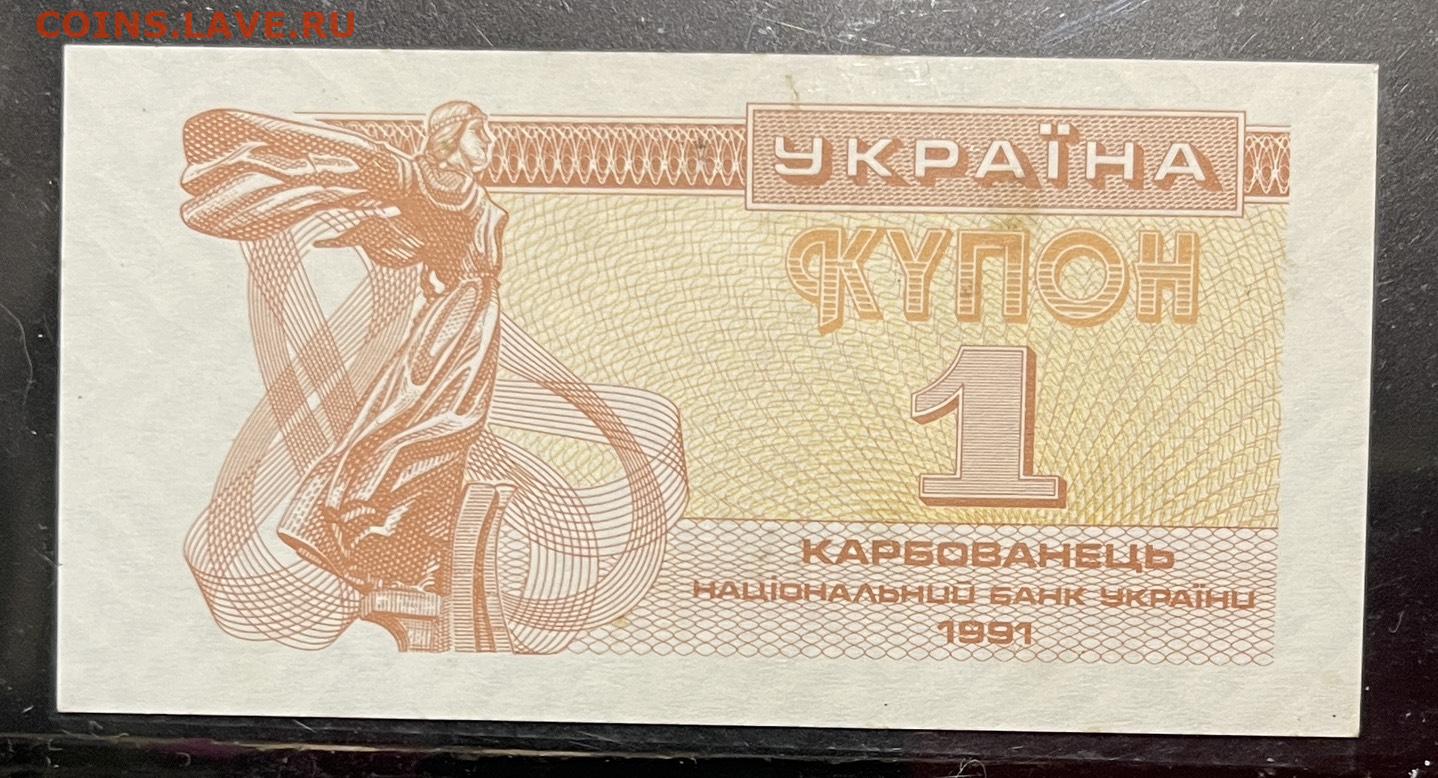 COINS.LAVE.RU
УКРАЇНА
КУПОН
1
КАРБОВАНЕЦЬ
НАЦІОНАЛЬНИЙ БАНК УКРАЇНИ
1991